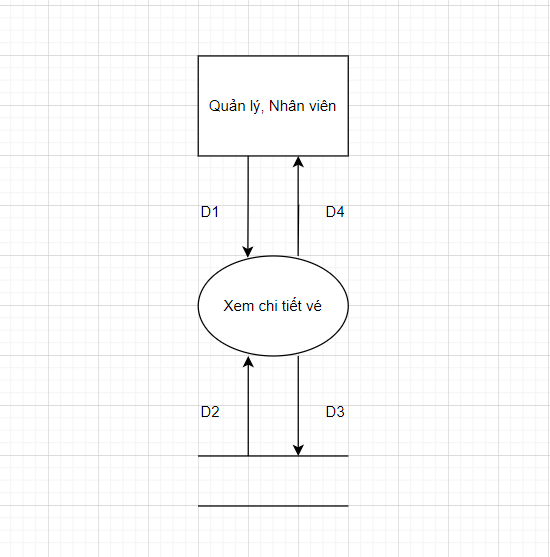 Quản lý, Nhân viên
D1
D4
Xem chi tiết vé
D2
D3